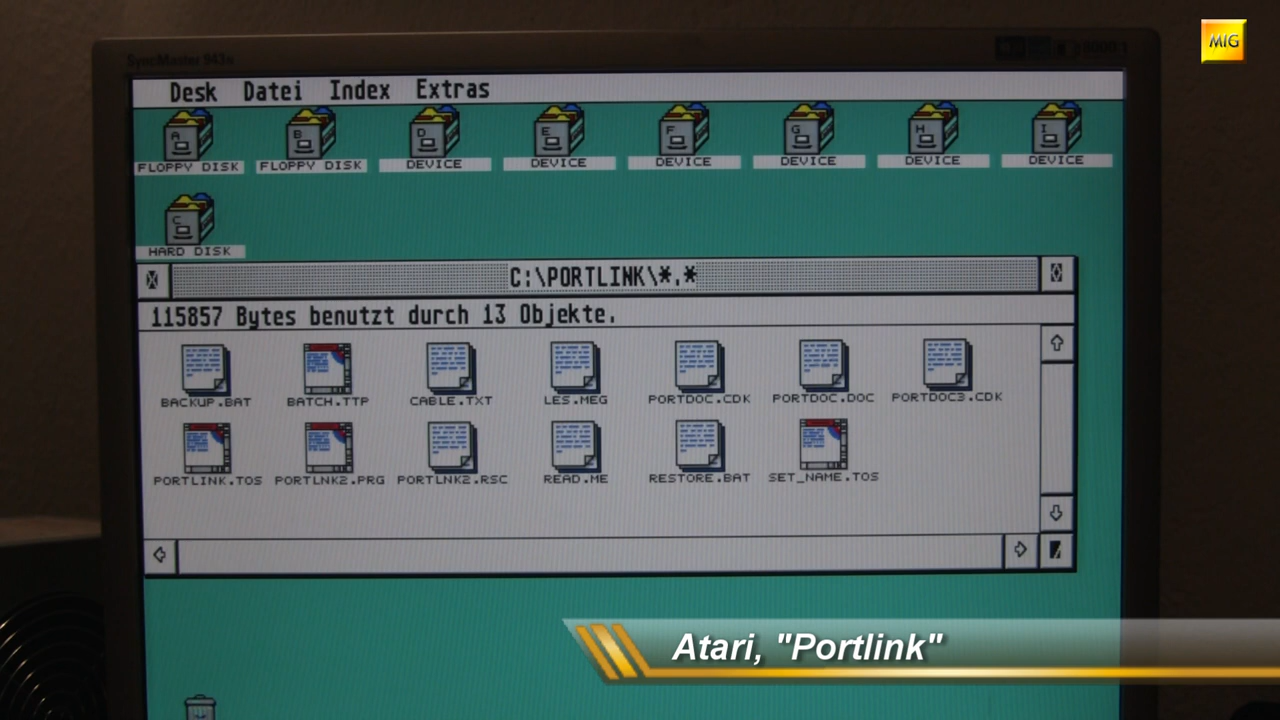 MIG
SyncMaster 943n
Desk Datei Index Extras
A B D E F G H I
FLOPPY DISK FLOPPY DISK DEVICE DEVICE DEVICE DEVICE DEVICE DEVICE
C
HARD DISK
C:\PORTLINK\*.*
115857 Bytes benutzt durch 13 Objekte.
BACKUP.BAT BATCH.TTP CABLE.TXT LES.MEG PORTDOC.CDK PORTDOC.DOC PORTDOC3.CDK
PORTLINK.TOS PORTLNK2.PRG PORTLNK2.RSC READ.ME RESTORE.BAT SET_NAME.TOS
Atari, "Portlink"